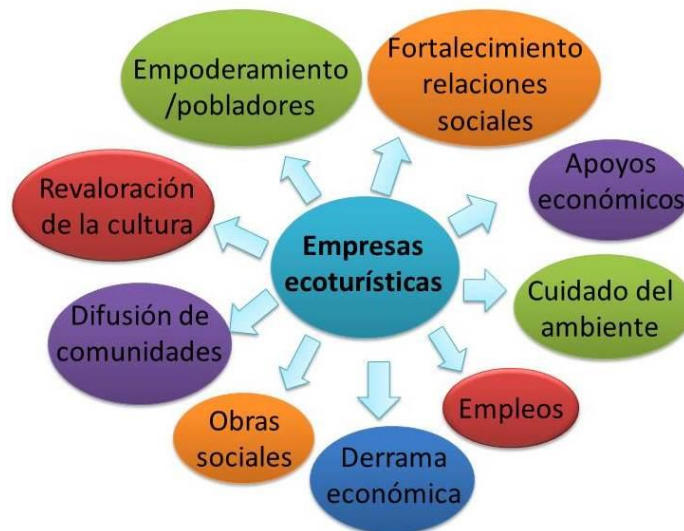 Empoderamiento
/pobladores
Fortalecimiento
relaciones
sociales
Apoyos
económicos
Revaloración
de la cultura
Empresas
ecoturísticas
Cuidado del
ambiente
Difusión de
comunidades
Empleos
Obras
sociales
Derrama
económica